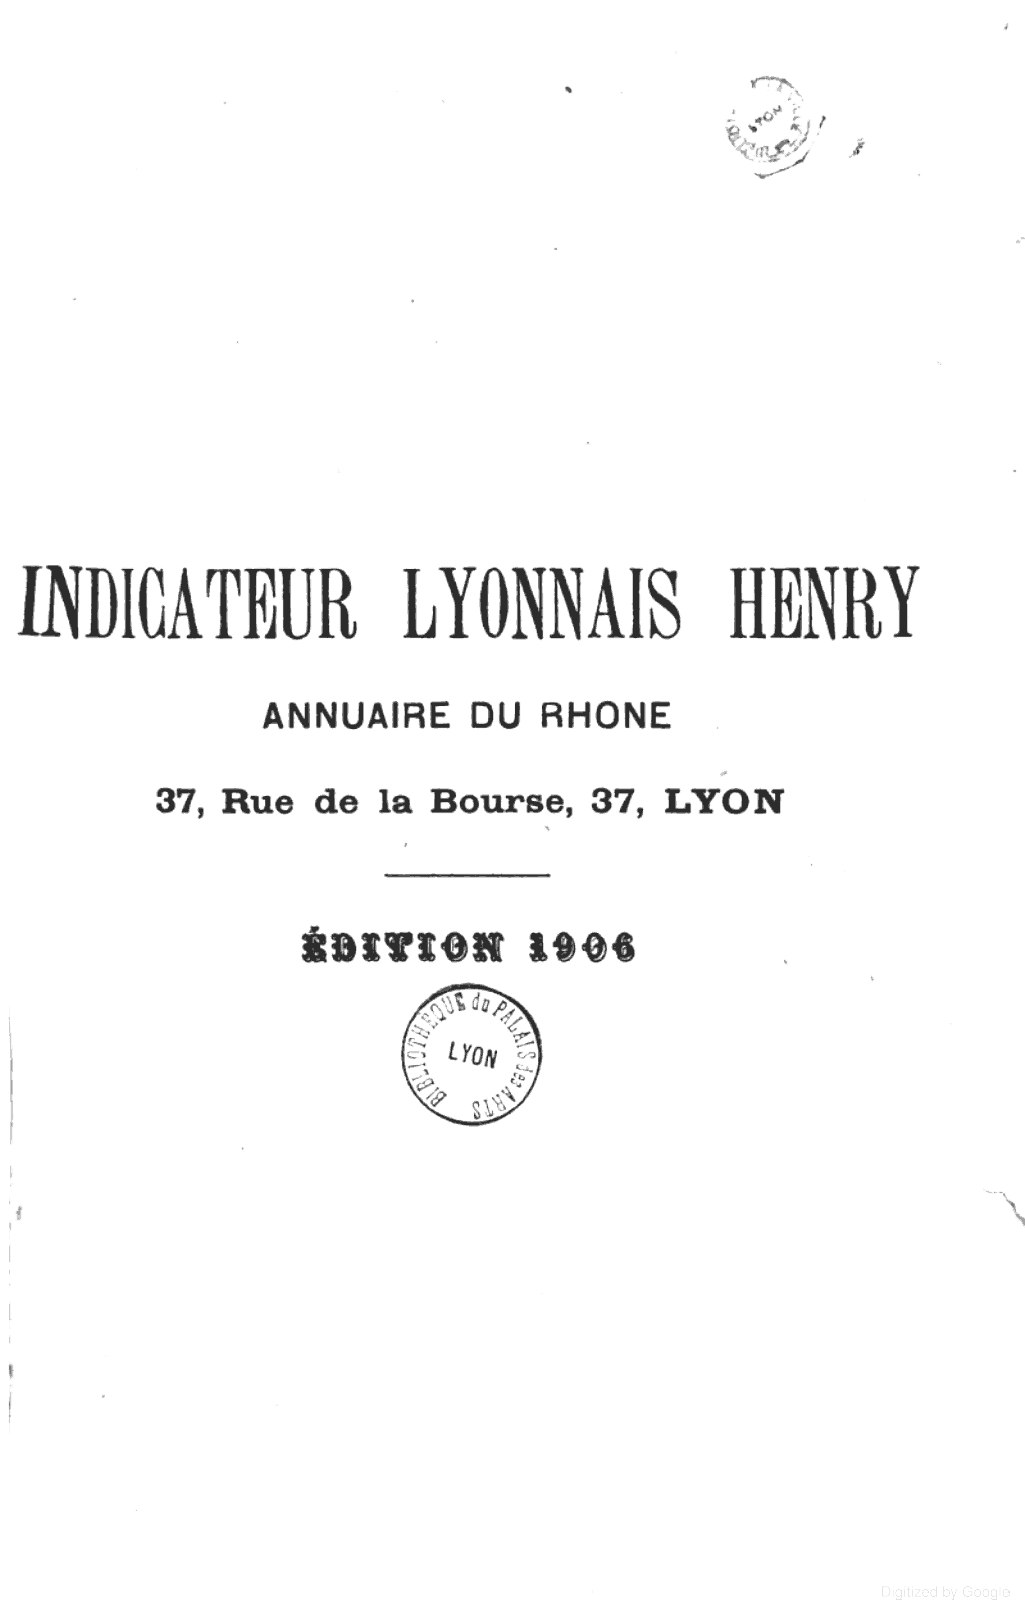 LYON
INDICATEUR LYONNAIS HENRY
ANNUAIRE DU RHONE
37, Rue de la Bourse, 37, LYON
ÉDITION 1906
BIBLIOTHEQUE du PALAIS des ARTS
LYON
Digitized by Google